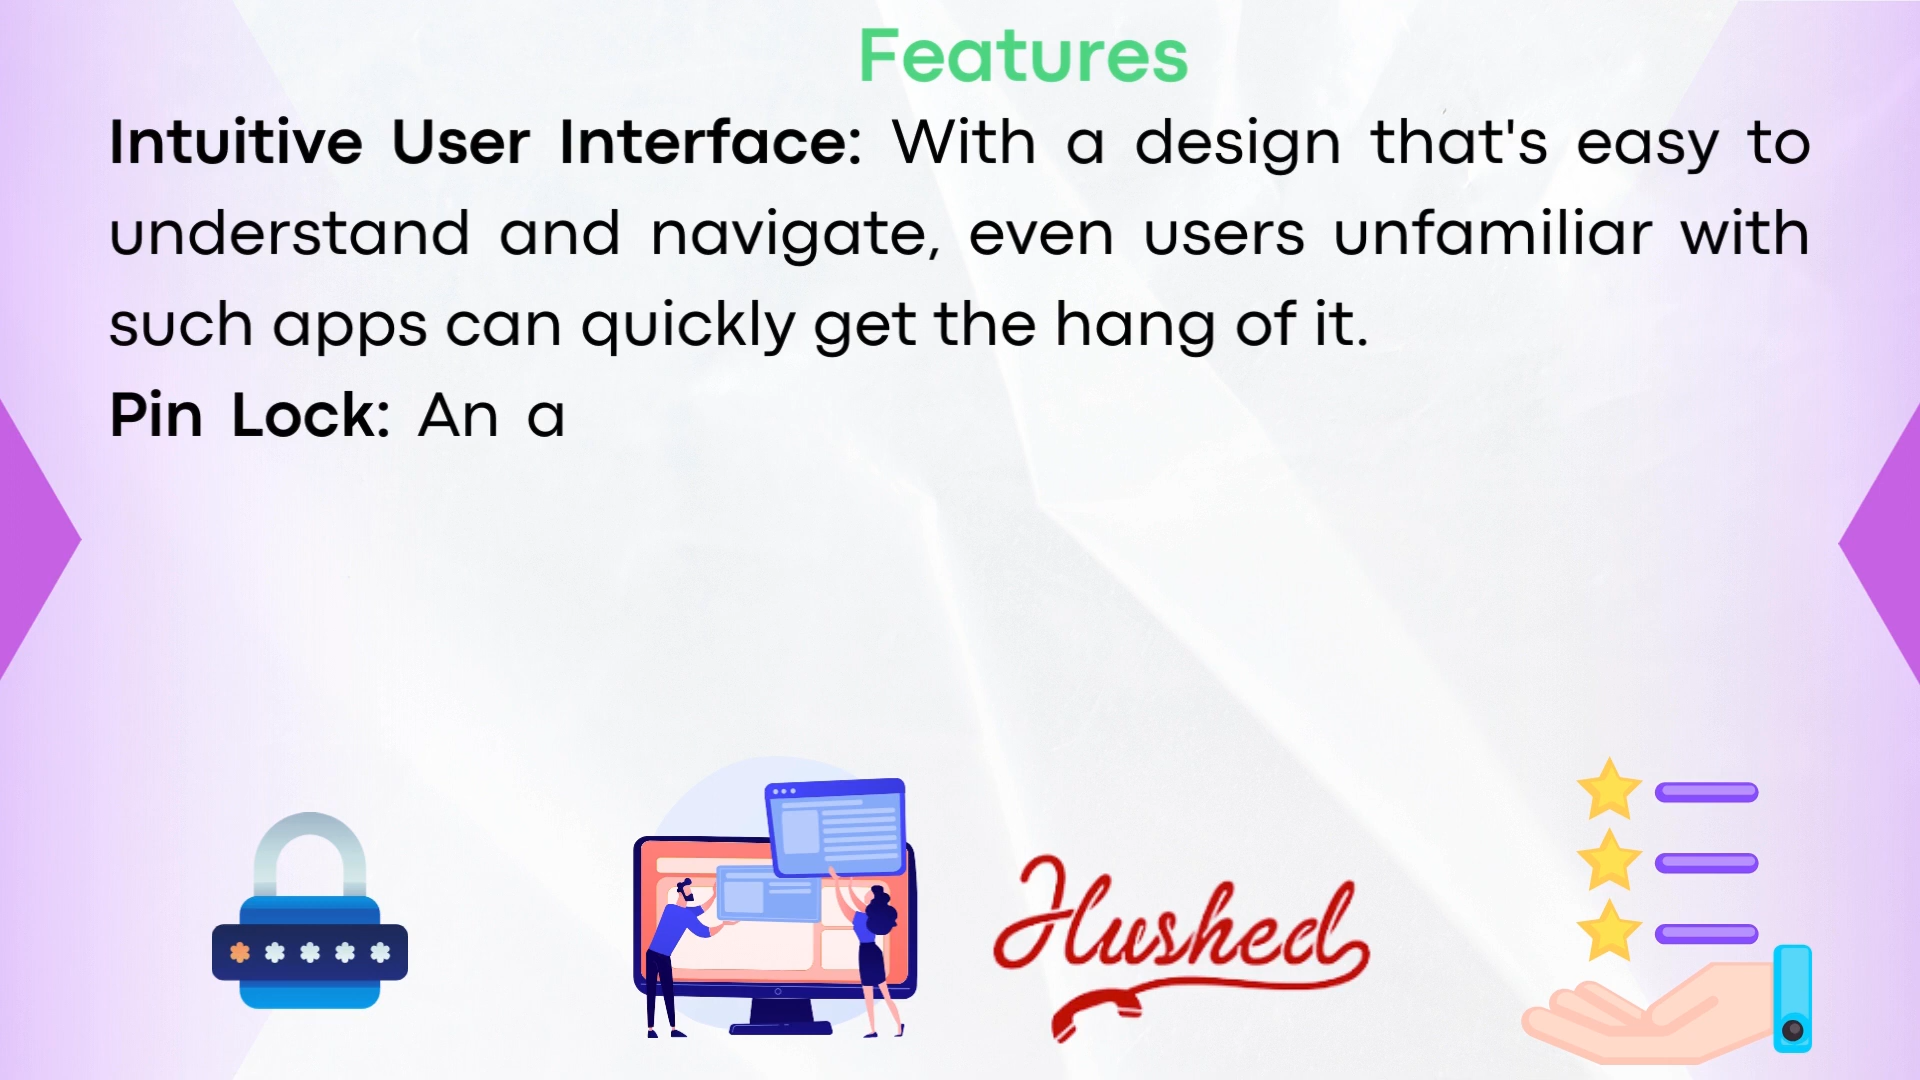 Features
Intuitive User Interface: With a design that's easy to
understand and navigate, even users unfamiliar with
such apps can quickly get the hang of it.
Pin Lock: An a
Hushed